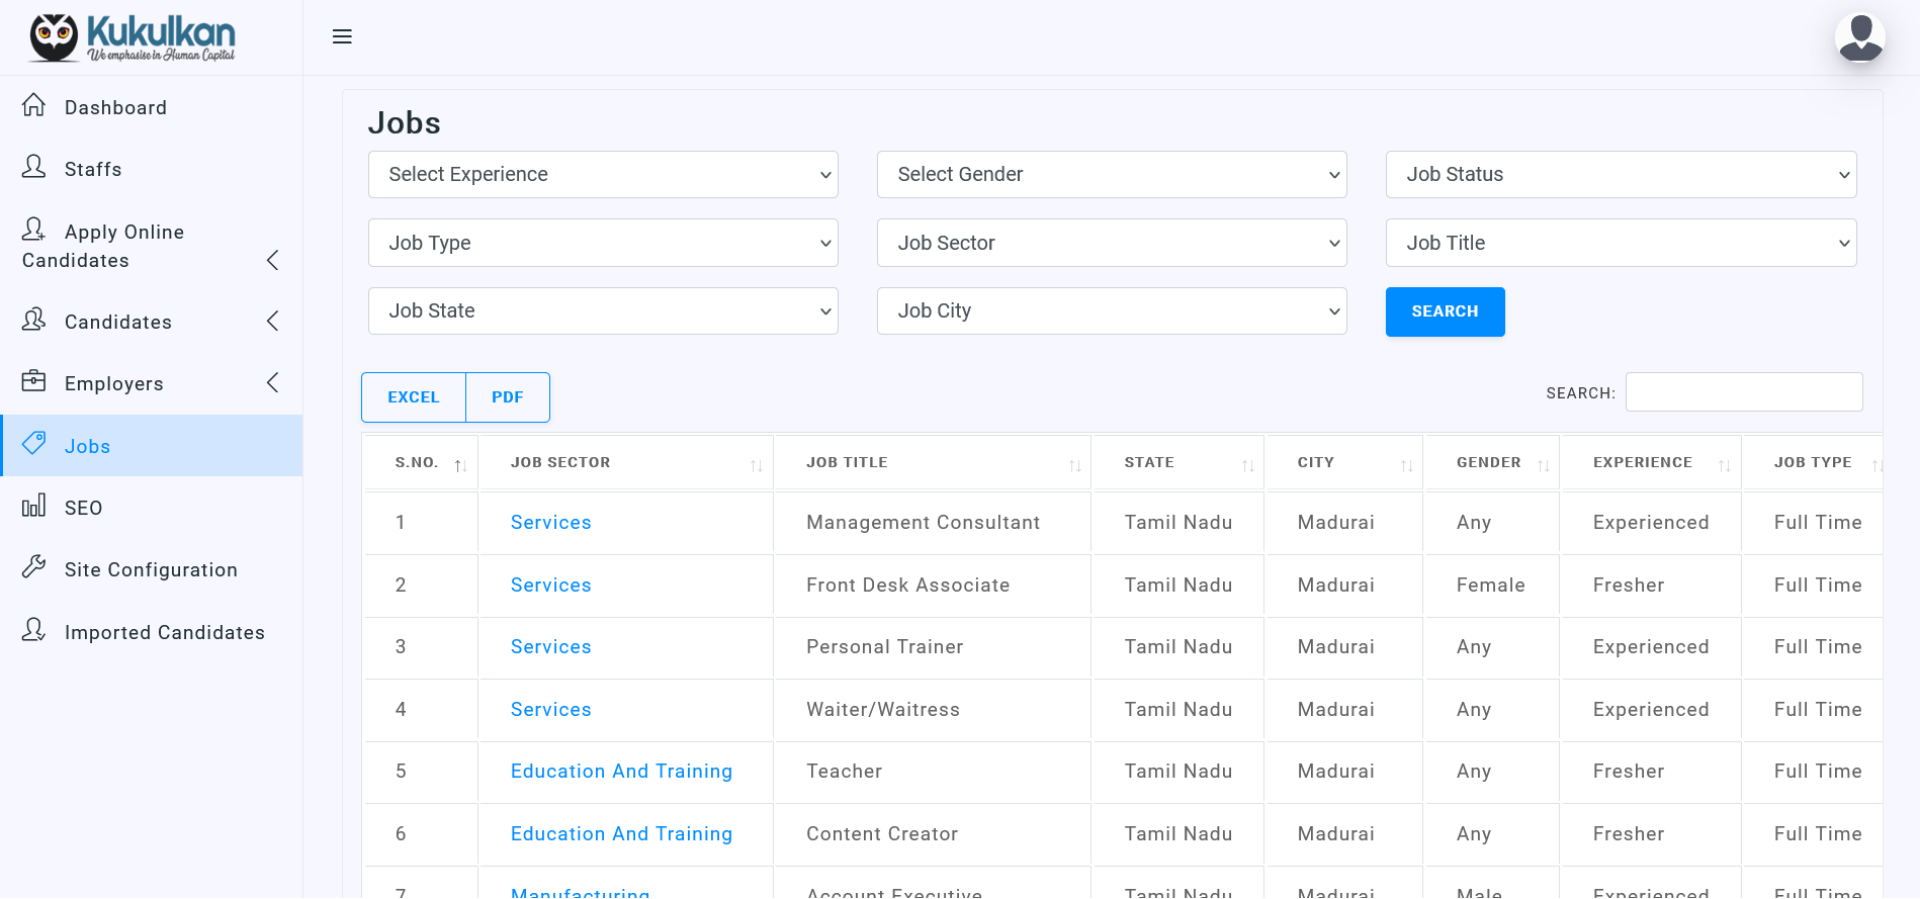 Kukulkan
We emphasise in Human Capital
Dashboard
Staffs
Apply Online
Candidates
Candidates
Employers
Jobs
SEO
Site Configuration
Imported Candidates
Jobs
Select Experience Select Gender Job Status
Job Type Job Sector Job Title
Job State Job City SEARCH
EXCEL PDF SEARCH:
S.NO. JOB SECTOR JOB TITLE STATE CITY GENDER EXPERIENCE JOB TYPE
1 Services Management Consultant Tamil Nadu Madurai Any Experienced Full Time
2 Services Front Desk Associate Tamil Nadu Madurai Female Fresher Full Time
3 Services Personal Trainer Tamil Nadu Madurai Any Experienced Full Time
4 Services Waiter/Waitress Tamil Nadu Madurai Any Experienced Full Time
5 Education And Training Teacher Tamil Nadu Madurai Any Fresher Full Time
6 Education And Training Content Creator Tamil Nadu Madurai Any Fresher Full Time
7 Manufacturing Account Executive Tamil Nadu Madurai Male Experienced Full Time